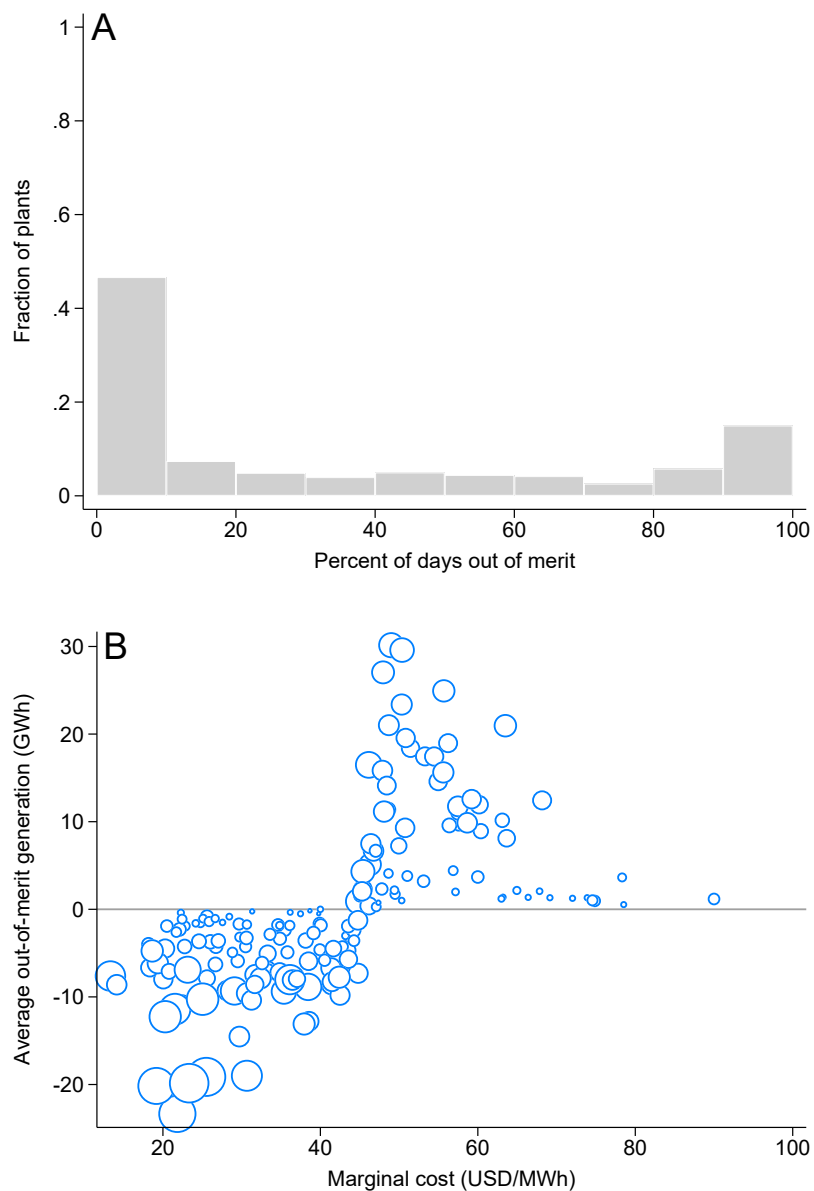 A
1
.8
.6
.4
.2
0
Fraction of plants
0 20 40 60 80 100
Percent of days out of merit
B
30
20
10
0
-10
-20
Average out-of-merit generation (GWh)
20 40 60 80 100
Marginal cost (USD/MWh)